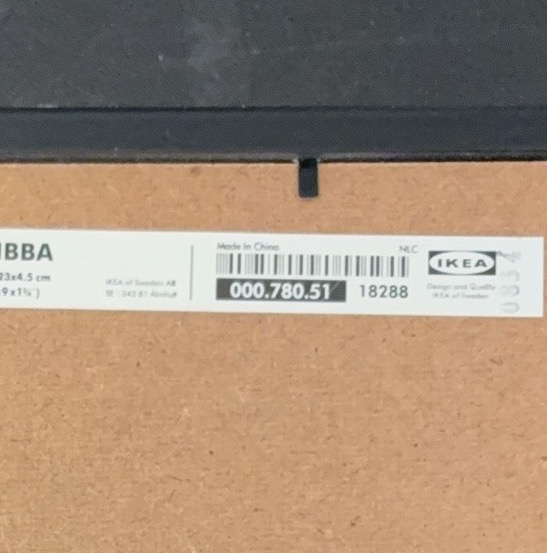 IBBA
23x4.5 cm
9x1¾")
IKEA of Sweden AB
SE - 343 81 Älmhult
Made in China
NLC
000.780.51
18288
IKEA
Design and Quality
IKEA of Sweden